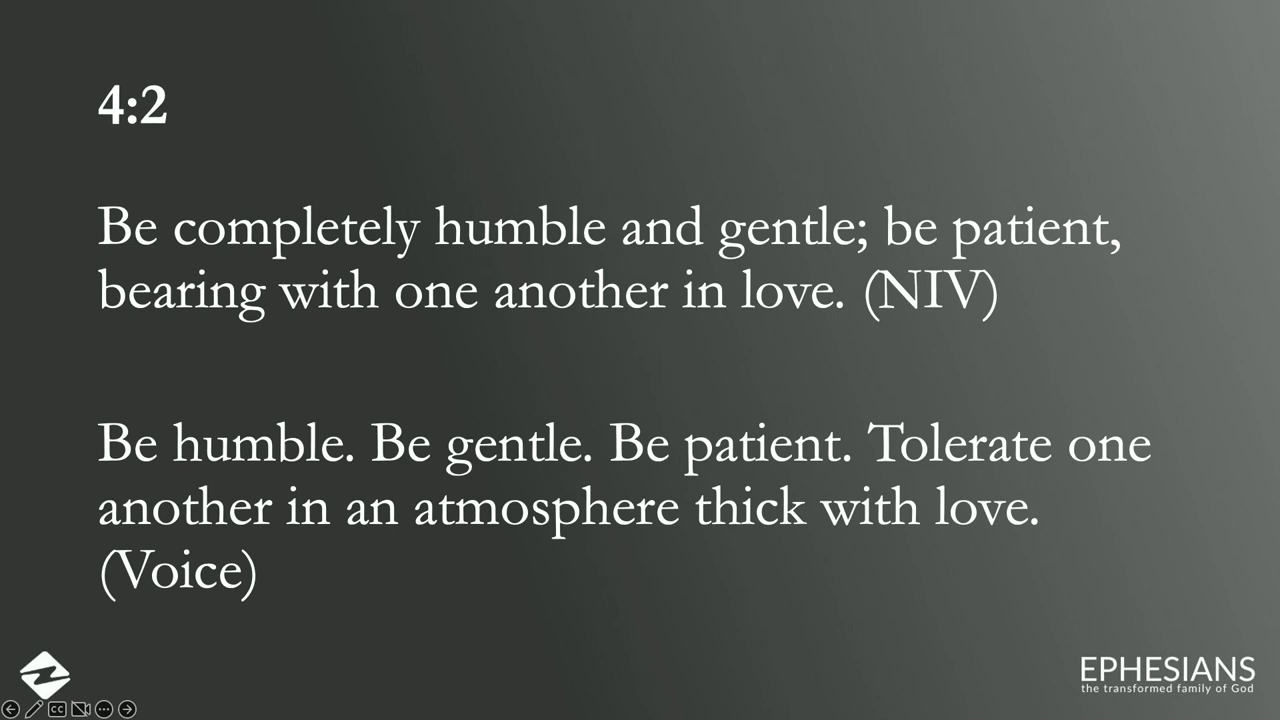 4:2
Be completely humble and gentle; be patient,
bearing with one another in love. (NIV)
Be humble. Be gentle. Be patient. Tolerate one
another in an atmosphere thick with love.
(Voice)
EPHESIANS
the transformed family of God
CC